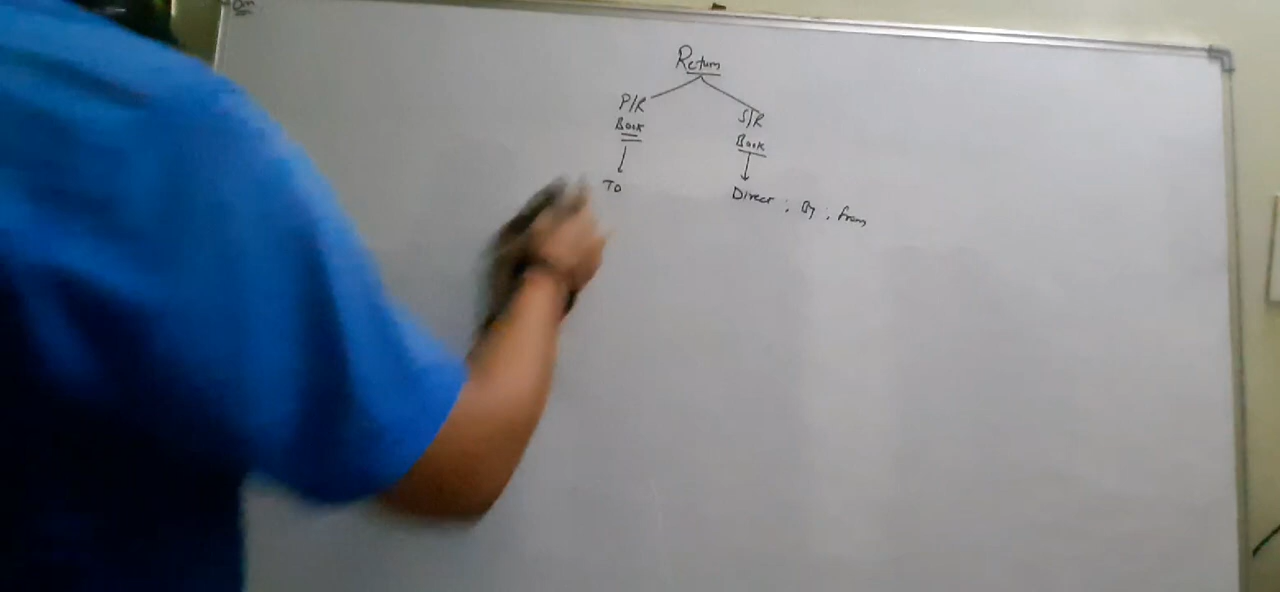 Return
P/R
Book
To
S/R
Book
Direct ; By ; from